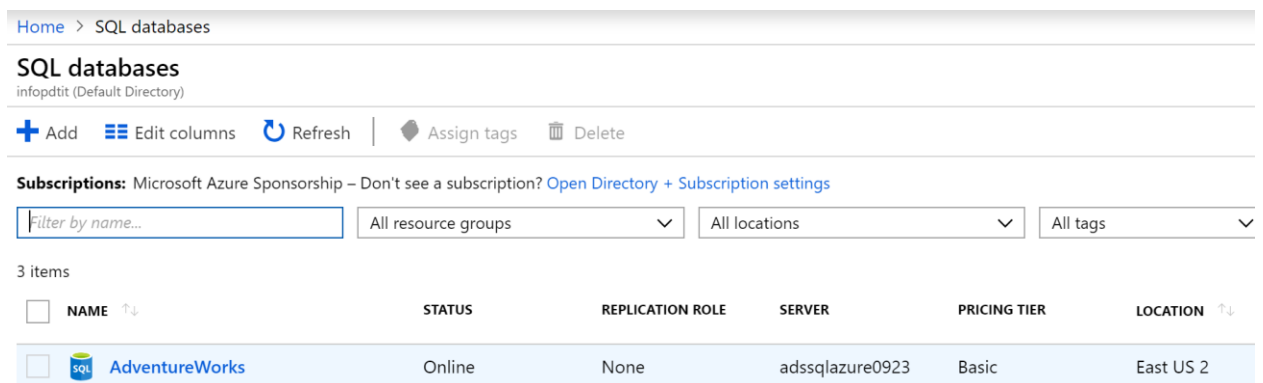 Home > SQL databases
SQL databases
infopdtit (Default Directory)
Add Edit columns Refresh Assign tags Delete
Subscriptions: Microsoft Azure Sponsorship – Don't see a subscription? Open Directory + Subscription settings
Filter by name... All resource groups All locations All tags
3 items
NAME STATUS REPLICATION ROLE SERVER PRICING TIER LOCATION
SQL AdventureWorks Online None adssqlazure0923 Basic East US 2